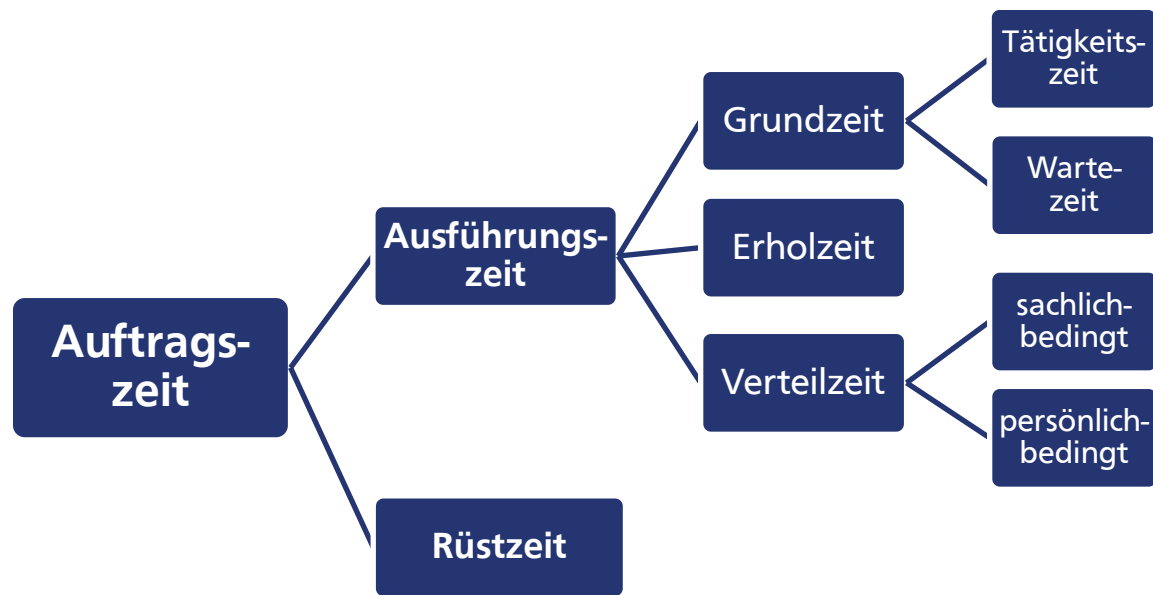 Auftrags-
zeit
Ausführungs-
zeit
Rüstzeit
Grundzeit
Erholzeit
Verteilzeit
Tätigkeits-
zeit
Warte-
zeit
sachlich-
bedingt
persönlich-
bedingt